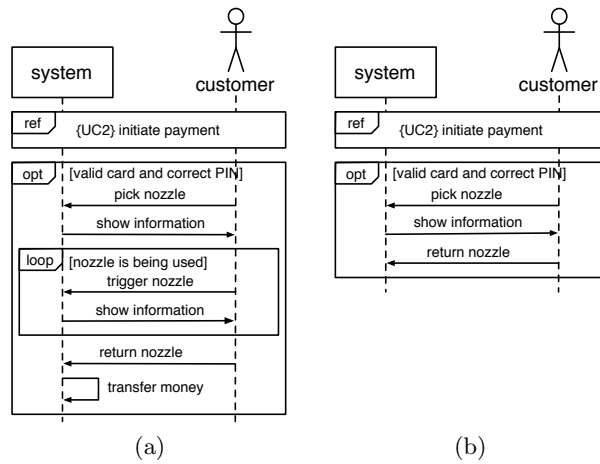 system
customer
ref
{UC2} initiate payment
opt
[valid card and correct PIN]
pick nozzle
show information
loop
[nozzle is being used]
trigger nozzle
show information
return nozzle
transfer money
(a)
system
customer
ref
{UC2} initiate payment
opt
[valid card and correct PIN]
pick nozzle
show information
return nozzle
(b)